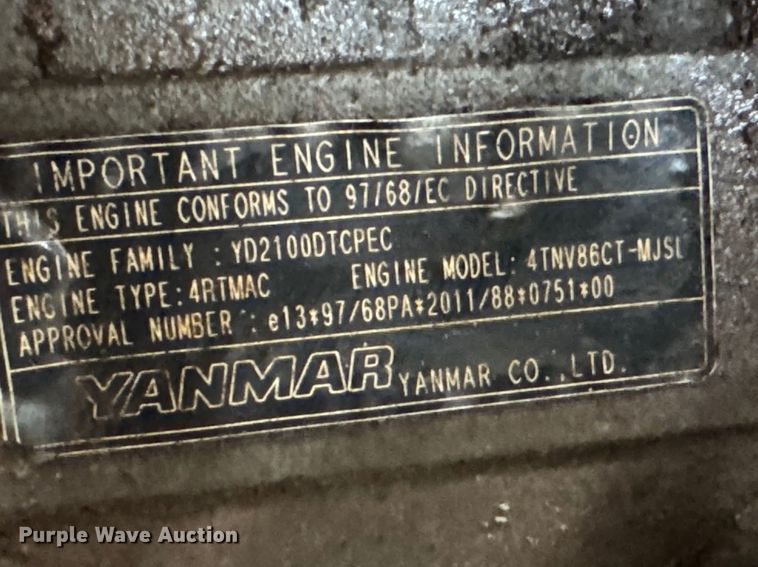 IMPORTANT ENGINE INFORMATION
THIS ENGINE CONFORMS TO 97/68/EC DIRECTIVE
ENGINE FAMILY : YD2100DTCPEC
ENGINE TYPE:4RTMAC ENGINE MODEL: 4TNV86CT-MJSL
APPROVAL NUMBER : e13*97/68PA*2011/88*0751*00
YANMAR YANMAR CO.,LTD.
Purple Wave Auction